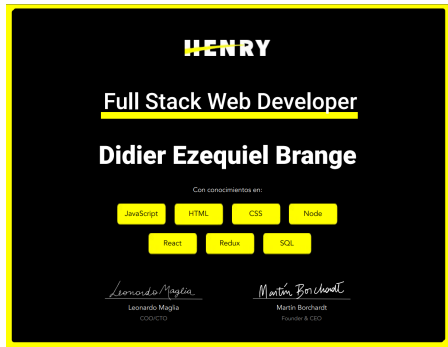 HENRY
Full Stack Web Developer
Didier Ezequiel Brange
Con conocimientos en:
JavaScript HTML CSS Node
React Redux SQL
Leonardo Maglia Martín Borchardt
Leonardo Maglia Martin Borchardt
COO/CTO Founder & CEO